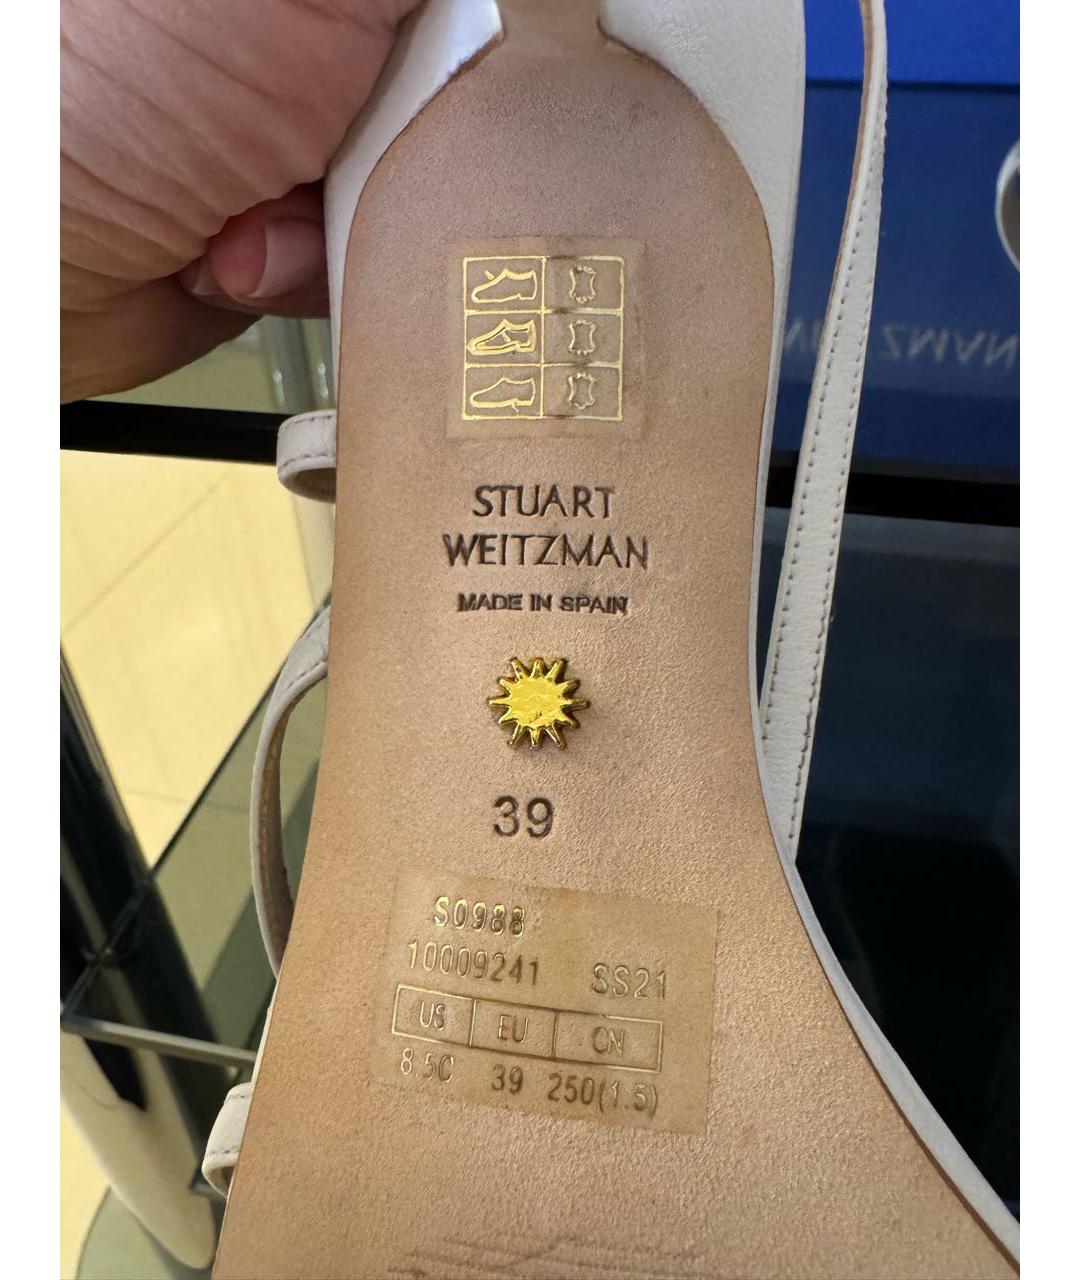 STUART
WEITZMAN
MADE IN SPAIN
39
S0988
10009241 SS21
US EU CN
8.5C 39 250(1.5)